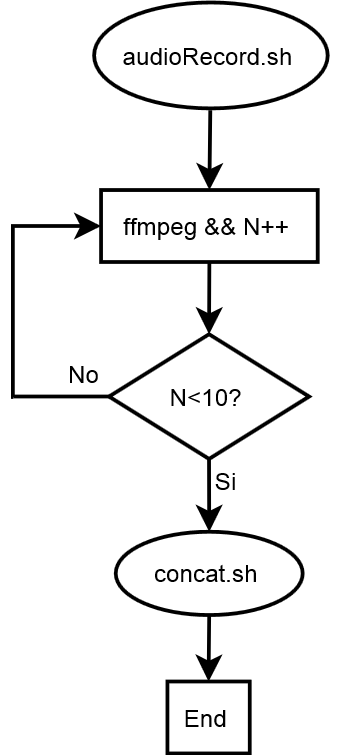 audioRecord.sh
ffmpeg && N++
No
N<10?
Si
concat.sh
End